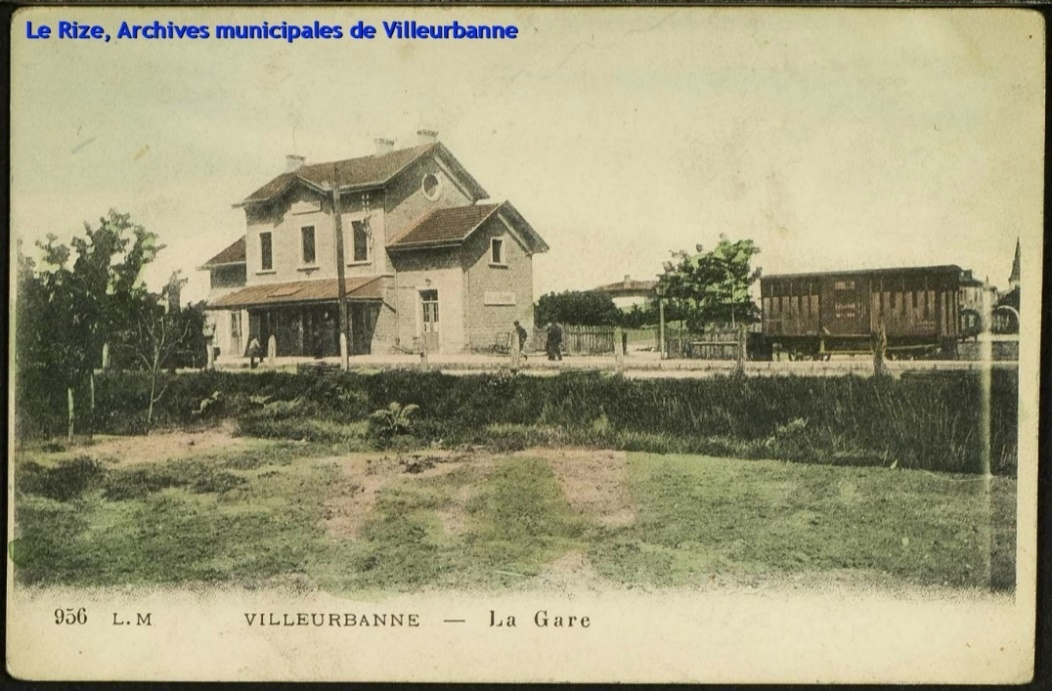 Le Rize, Archives municipales de Villeurbanne
956 L. M VILLEURBANNE — La Gare